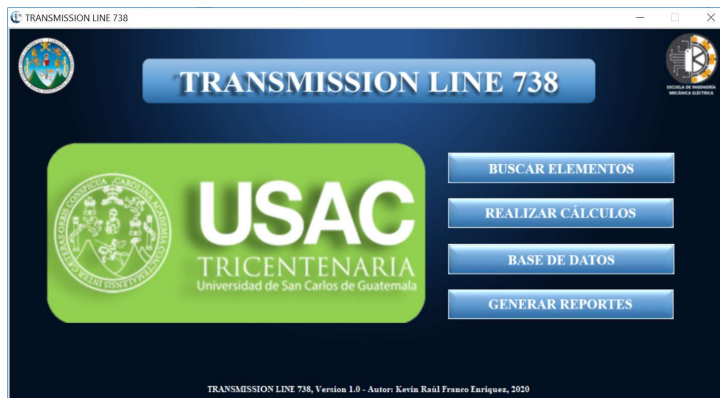 TRANSMISSION LINE 738
TRANSMISSION LINE 738
ESCUELA DE INGENIERÍA
MECÁNICA ELÉCTRICA
USAC
TRICENTENARIA
Universidad de San Carlos de Guatemala
BUSCAR ELEMENTOS
REALIZAR CÁLCULOS
BASE DE DATOS
GENERAR REPORTES
TRANSMISSION LINE 738, Version 1.0 - Autor: Kevin Raúl Franco Enríquez, 2020